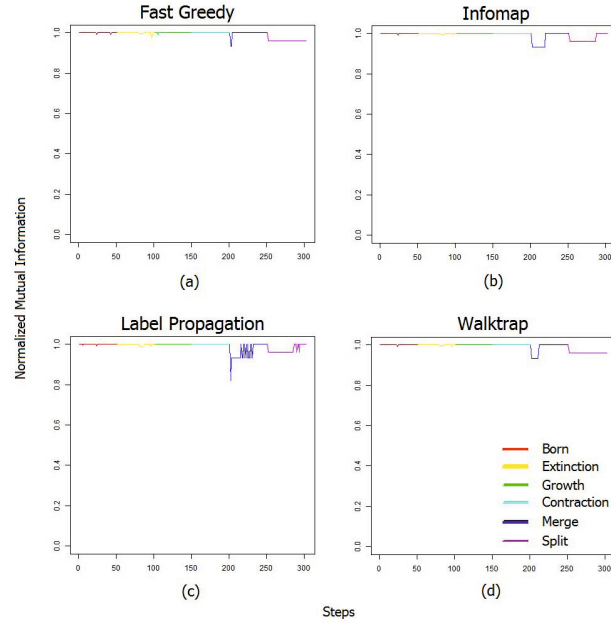 Fast Greedy
Infomap
1.0
0.8
0.6
0.4
0.2
0.0
0 50 100 150 200 250 300
(a)
1.0
0.8
0.6
0.4
0.2
0.0
0 50 100 150 200 250 300
(b)
Normalized Mutual Information
Label Propagation
Walktrap
1.0
0.8
0.6
0.4
0.2
0.0
0 50 100 150 200 250 300
(c)
1.0
0.8
0.6
0.4
0.2
0.0
Born
Extinction
Growth
Contraction
Merge
Split
0 50 100 150 200 250 300
(d)
Steps